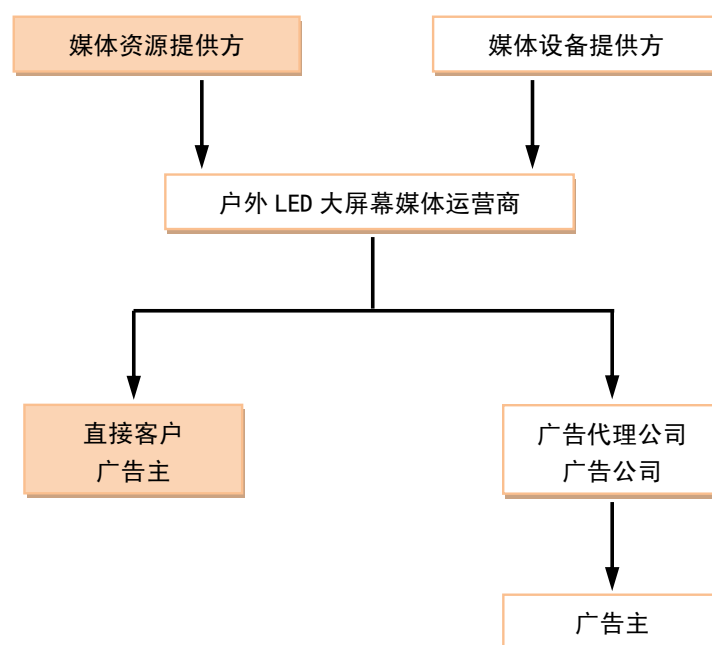 媒体资源提供方
媒体设备提供方
户外 LED 大屏幕媒体运营商
直接客户
广告主
广告代理公司
广告公司
广告主